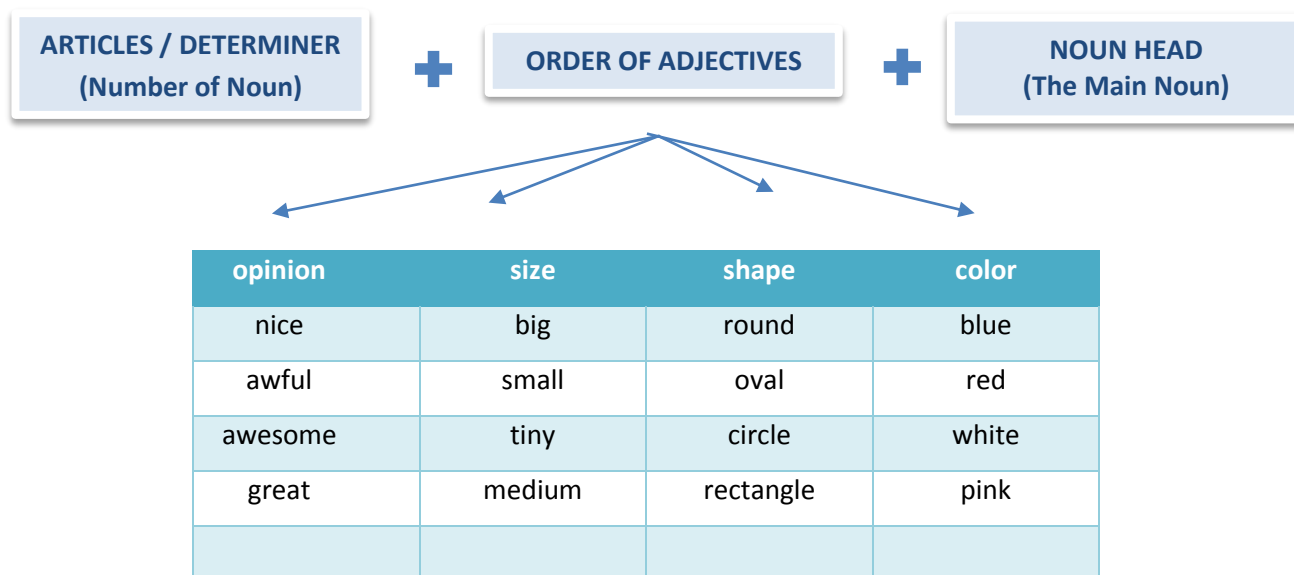 ARTICLES / DETERMINER
(Number of Noun)
ORDER OF ADJECTIVES
NOUN HEAD
(The Main Noun)
opinion size shape color
nice big round blue
awful small oval red
awesome tiny circle white
great medium rectangle pink